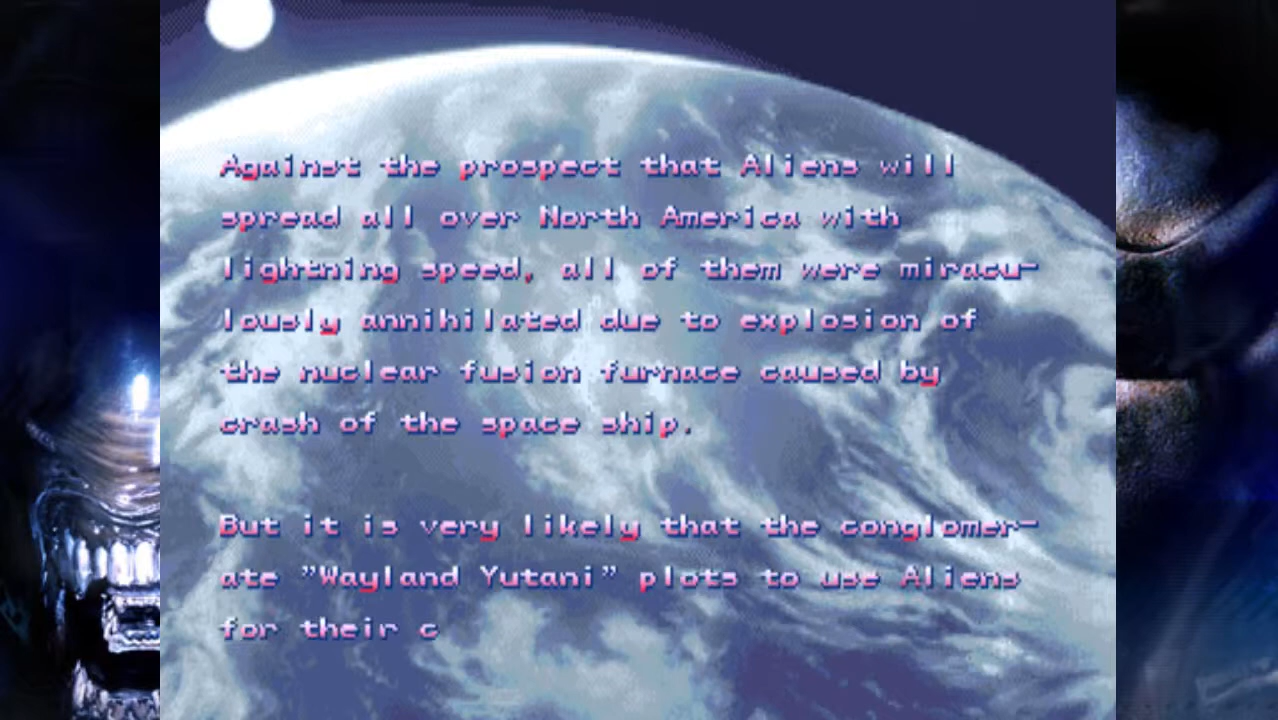 Against the prospect that Aliens will
spread all over North America with
lightning speed, all of them were miracu-
lously annihilated due to explosion of
the nuclear fusion furnace caused by
crash of the space ship.
But it is very likely that the conglomer-
ate "Wayland Yutani" plots to use Aliens
for their c